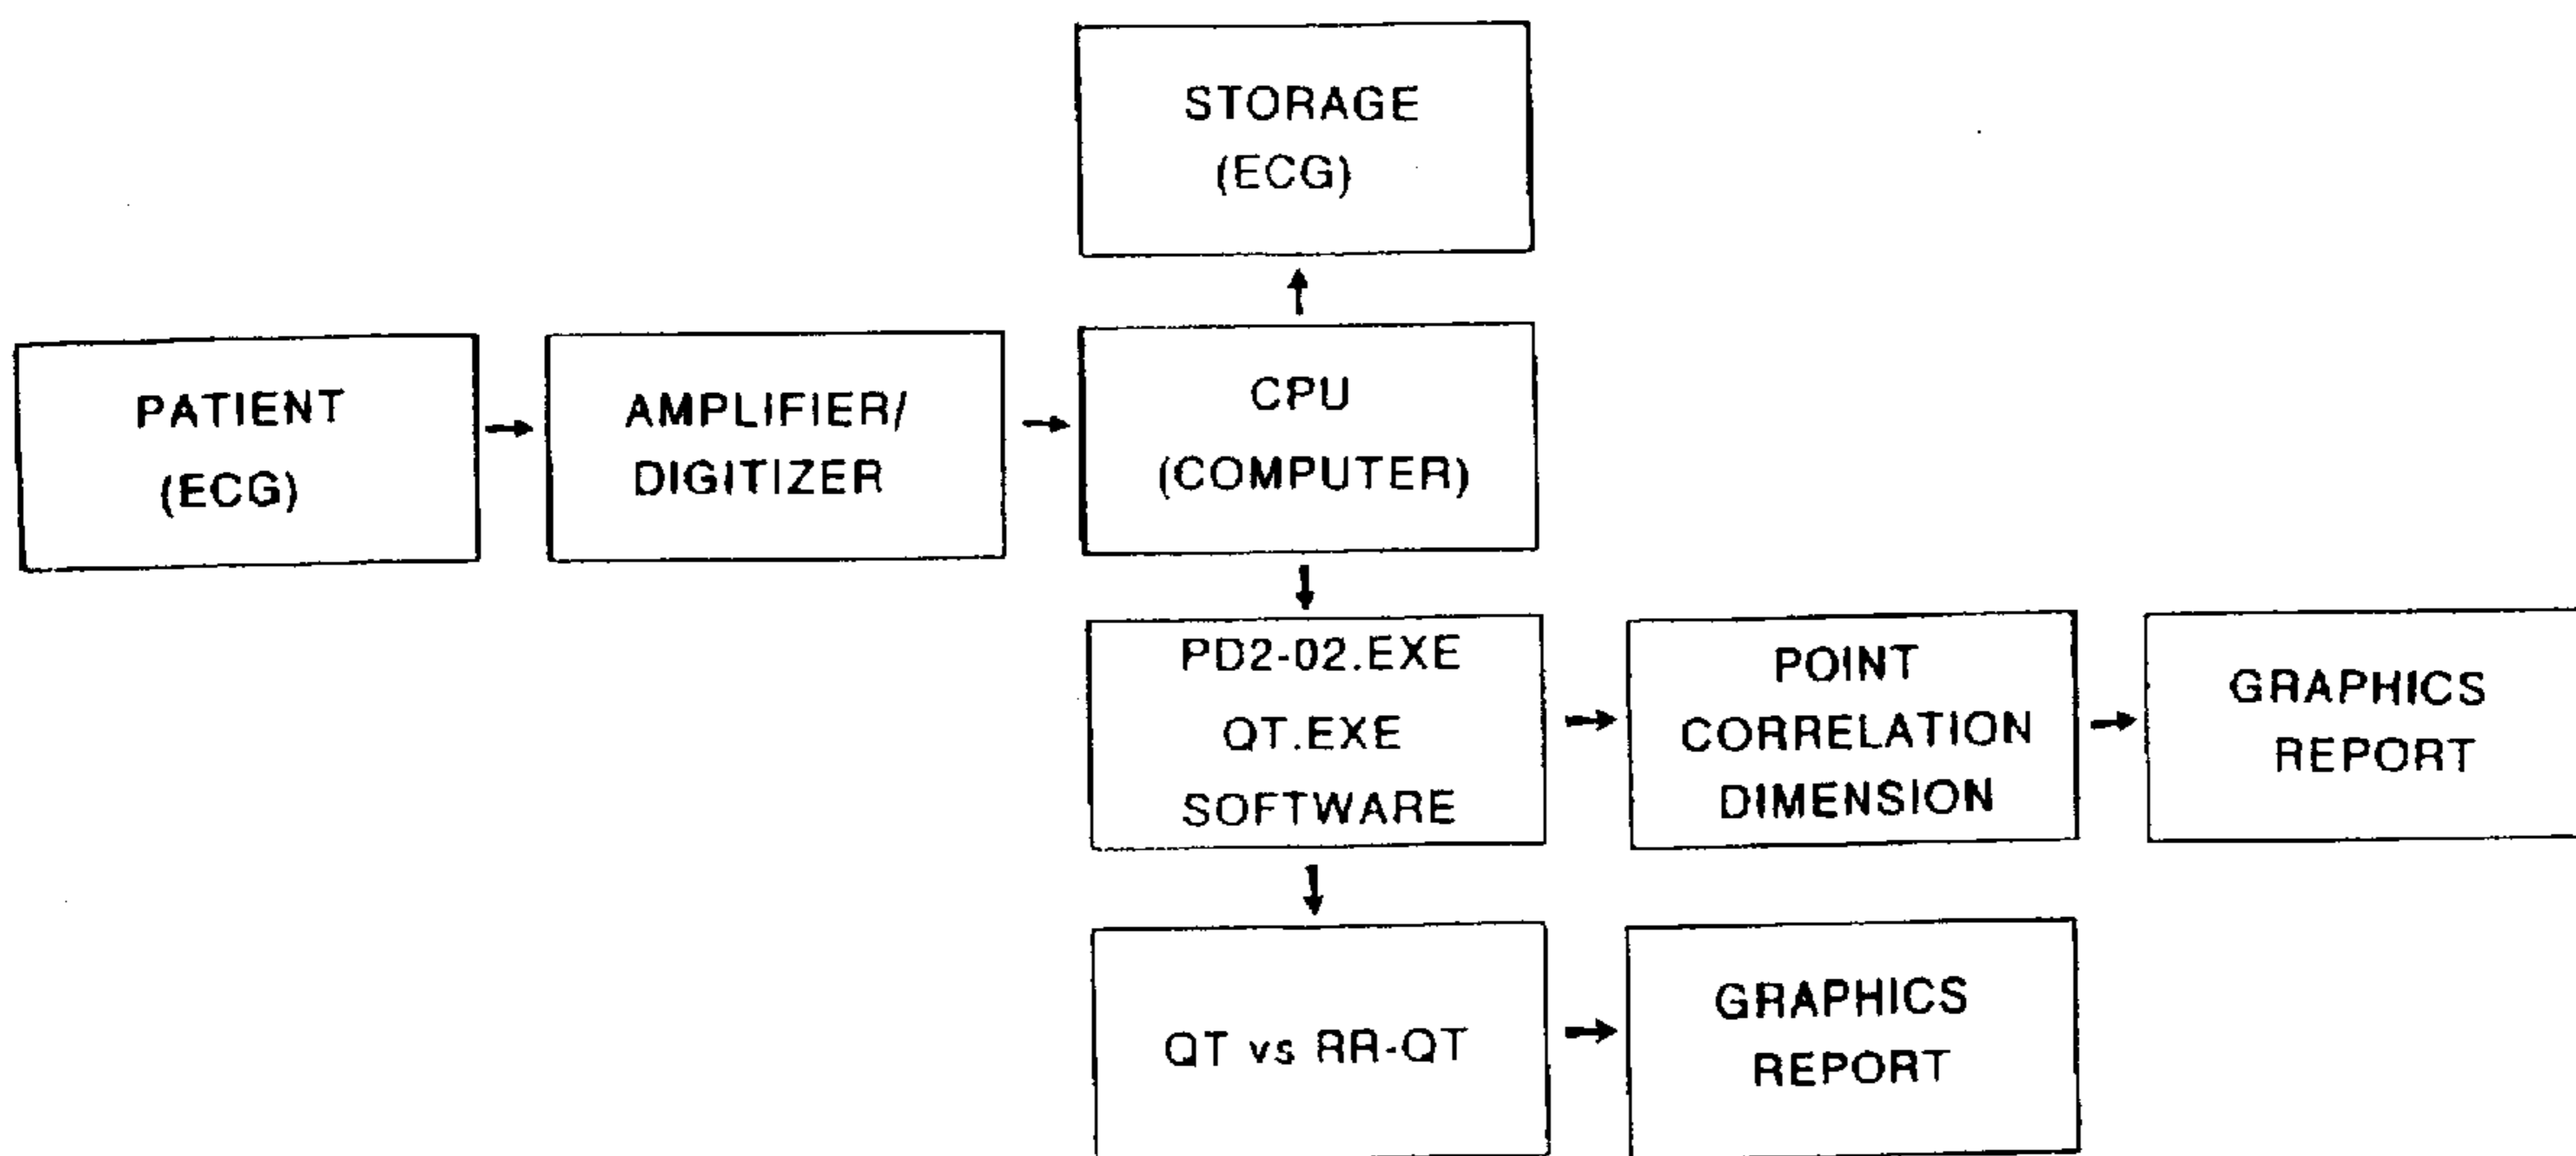 STORAGE
(ECG)
PATIENT
(ECG)
AMPLIFIER/
DIGITIZER
CPU
(COMPUTER)
PD2-02.EXE
QT.EXE
SOFTWARE
POINT
CORRELATION
DIMENSION
GRAPHICS
REPORT
QT vs RR-QT
GRAPHICS
REPORT